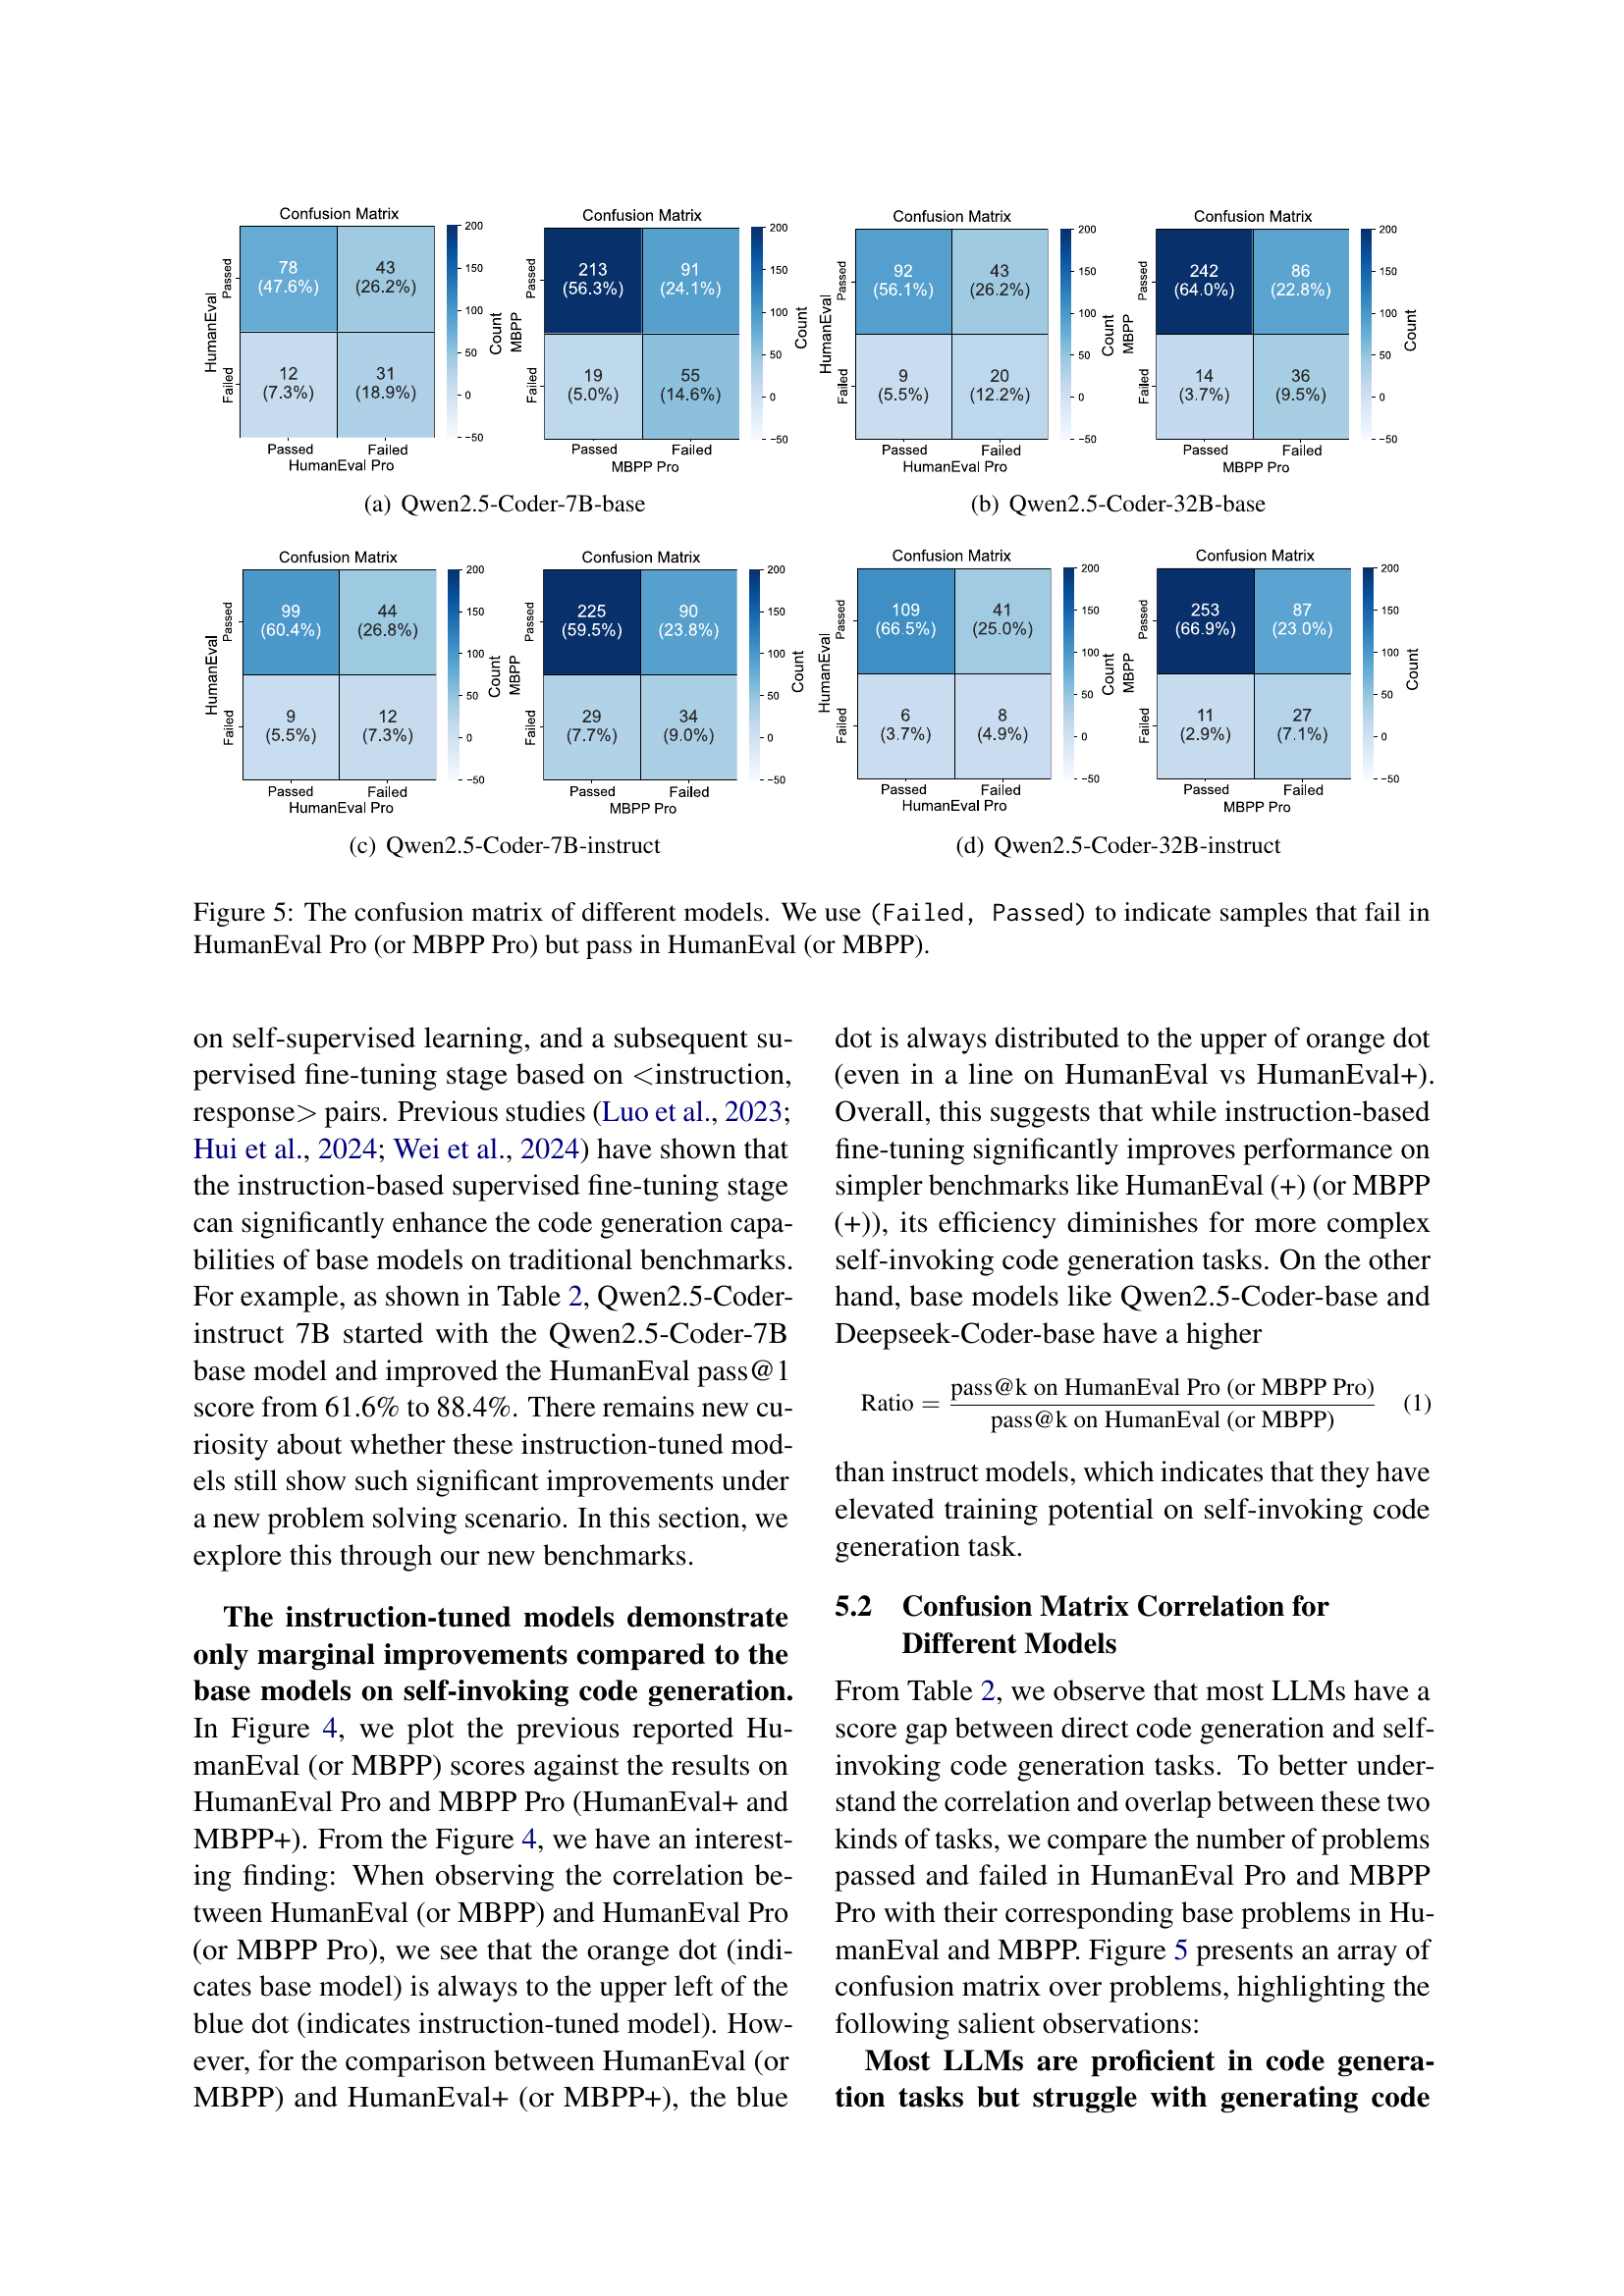 Confusion Matrix
HumanEval
Passed
Failed
78
(47.6%)
43
(26.2%)
12
(7.3%)
31
(18.9%)
Passed
Failed
HumanEval Pro
200
150
100
50
0
−50
Count
Confusion Matrix
MBPP
Passed
Failed
213
(56.3%)
91
(24.1%)
19
(5.0%)
55
(14.6%)
Passed
Failed
MBPP Pro
200
150
100
50
0
−50
Count
(a) Qwen2.5-Coder-7B-base
Confusion Matrix
HumanEval
Passed
Failed
92
(56.1%)
43
(26.2%)
9
(5.5%)
20
(12.2%)
Passed
Failed
HumanEval Pro
200
150
100
50
0
−50
Count
Confusion Matrix
MBPP
Passed
Failed
242
(64.0%)
86
(22.8%)
14
(3.7%)
36
(9.5%)
Passed
Failed
MBPP Pro
200
150
100
50
0
−50
Count
(b) Qwen2.5-Coder-32B-base
Confusion Matrix
HumanEval
Passed
Failed
99
(60.4%)
44
(26.8%)
9
(5.5%)
12
(7.3%)
Passed
Failed
HumanEval Pro
200
150
100
50
0
−50
Count
Confusion Matrix
MBPP
Passed
Failed
225
(59.5%)
90
(23.8%)
29
(7.7%)
34
(9.0%)
Passed
Failed
MBPP Pro
200
150
100
50
0
−50
Count
(c) Qwen2.5-Coder-7B-instruct
Confusion Matrix
HumanEval
Passed
Failed
109
(66.5%)
41
(25.0%)
6
(3.7%)
8
(4.9%)
Passed
Failed
HumanEval Pro
200
150
100
50
0
−50
Count
Confusion Matrix
MBPP
Passed
Failed
253
(66.9%)
87
(23.0%)
11
(2.9%)
27
(7.1%)
Passed
Failed
MBPP Pro
200
150
100
50
0
−50
Count
(d) Qwen2.5-Coder-32B-instruct
Figure 5: The confusion matrix of different models. We use (Failed, Passed) to indicate samples that fail in
HumanEval Pro (or MBPP Pro) but pass in HumanEval (or MBPP).
on self-supervised learning, and a subsequent su-
pervised fine-tuning stage based on <instruction,
response> pairs. Previous studies (Luo et al., 2023;
Hui et al., 2024; Wei et al., 2024) have shown that
the instruction-based supervised fine-tuning stage
can significantly enhance the code generation capa-
bilities of base models on traditional benchmarks.
For example, as shown in Table 2, Qwen2.5-Coder-
instruct 7B started with the Qwen2.5-Coder-7B
base model and improved the HumanEval pass@1
score from 61.6% to 88.4%. There remains new cu-
riosity about whether these instruction-tuned mod-
els still show such significant improvements under
a new problem solving scenario. In this section, we
explore this through our new benchmarks.
The instruction-tuned models demonstrate
only marginal improvements compared to the
base models on self-invoking code generation.
In Figure 4, we plot the previous reported Hu-
manEval (or MBPP) scores against the results on
HumanEval Pro and MBPP Pro (HumanEval+ and
MBPP+). From the Figure 4, we have an interest-
ing finding: When observing the correlation be-
tween HumanEval (or MBPP) and HumanEval Pro
(or MBPP Pro), we see that the orange dot (indi-
cates base model) is always to the upper left of the
blue dot (indicates instruction-tuned model). How-
ever, for the comparison between HumanEval (or
MBPP) and HumanEval+ (or MBPP+), the blue
dot is always distributed to the upper of orange dot
(even in a line on HumanEval vs HumanEval+).
Overall, this suggests that while instruction-based
fine-tuning significantly improves performance on
simpler benchmarks like HumanEval (+) (or MBPP
(+)), its efficiency diminishes for more complex
self-invoking code generation tasks. On the other
hand, base models like Qwen2.5-Coder-base and
Deepseek-Coder-base have a higher
Ratio = pass@k on HumanEval Pro (or MBPP Pro) / pass@k on HumanEval (or MBPP) (1)
than instruct models, which indicates that they have
elevated training potential on self-invoking code
generation task.
5.2 Confusion Matrix Correlation for
Different Models
From Table 2, we observe that most LLMs have a
score gap between direct code generation and self-
invoking code generation tasks. To better under-
stand the correlation and overlap between these two
kinds of tasks, we compare the number of problems
passed and failed in HumanEval Pro and MBPP
Pro with their corresponding base problems in Hu-
manEval and MBPP. Figure 5 presents an array of
confusion matrix over problems, highlighting the
following salient observations:
Most LLMs are proficient in code genera-
tion tasks but struggle with generating code